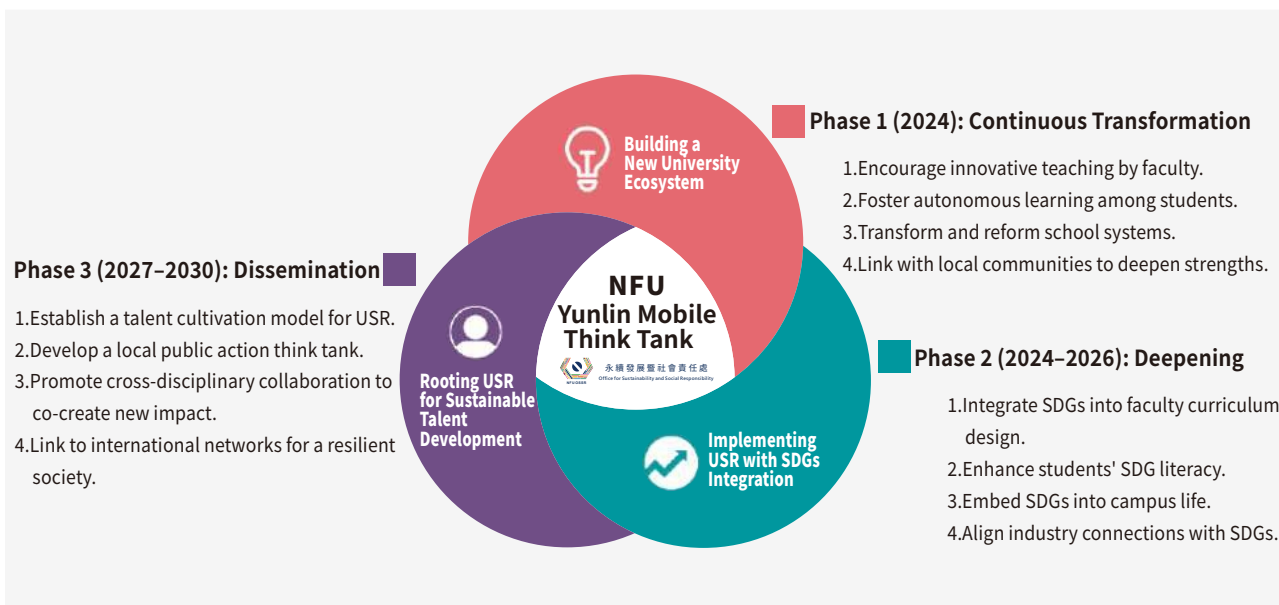 Building a
New University
Ecosystem
Phase 1 (2024): Continuous Transformation
1.Encourage innovative teaching by faculty.
2.Foster autonomous learning among students.
3.Transform and reform school systems.
4.Link with local communities to deepen strengths.
Phase 3 (2027–2030): Dissemination
1.Establish a talent cultivation model for USR.
2.Develop a local public action think tank.
3.Promote cross-disciplinary collaboration to
co-create new impact.
4.Link to international networks for a resilient
society.
NFU
Yunlin Mobile
Think Tank
永續發展暨社會責任處
Office for Sustainability and Social Responsibility
Rooting USR
for Sustainable
Talent
Development
Phase 2 (2024–2026): Deepening
1.Integrate SDGs into faculty curriculum
design.
2.Enhance students' SDG literacy.
3.Embed SDGs into campus life.
4.Align industry connections with SDGs.
Implementing
USR with SDGs
Integration